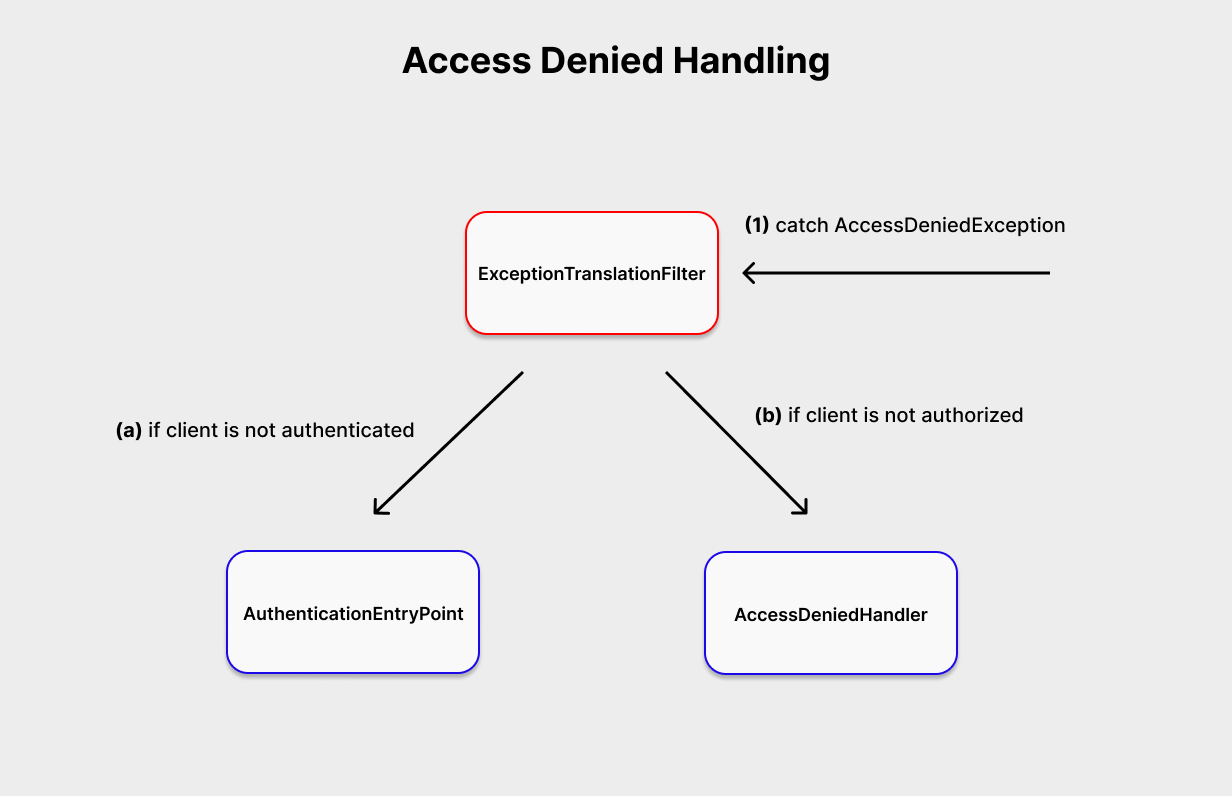 Access Denied Handling
(1) catch AccessDeniedException
ExceptionTranslationFilter
(a) if client is not authenticated
(b) if client is not authorized
AuthenticationEntryPoint
AccessDeniedHandler